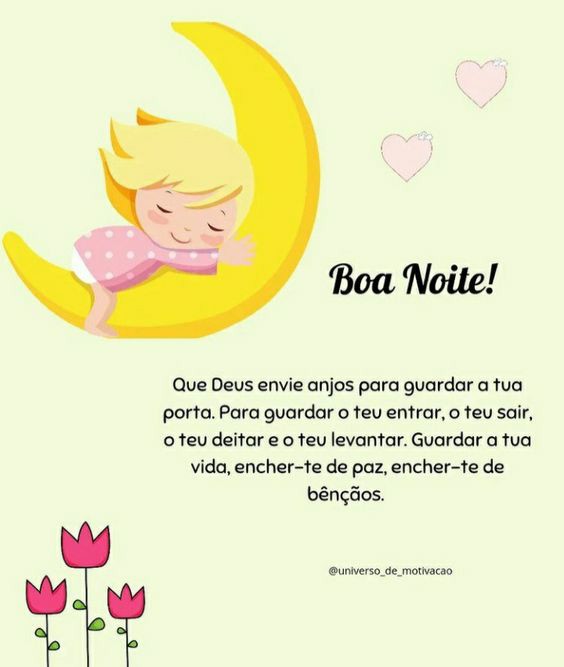 Boa Noite!
Que Deus envie anjos para guardar a tua
porta. Para guardar o teu entrar, o teu sair,
o teu deitar e o teu levantar. Guardar a tua
vida, encher-te de paz, encher-te de
bênçãos.
@universo_de_motivacao